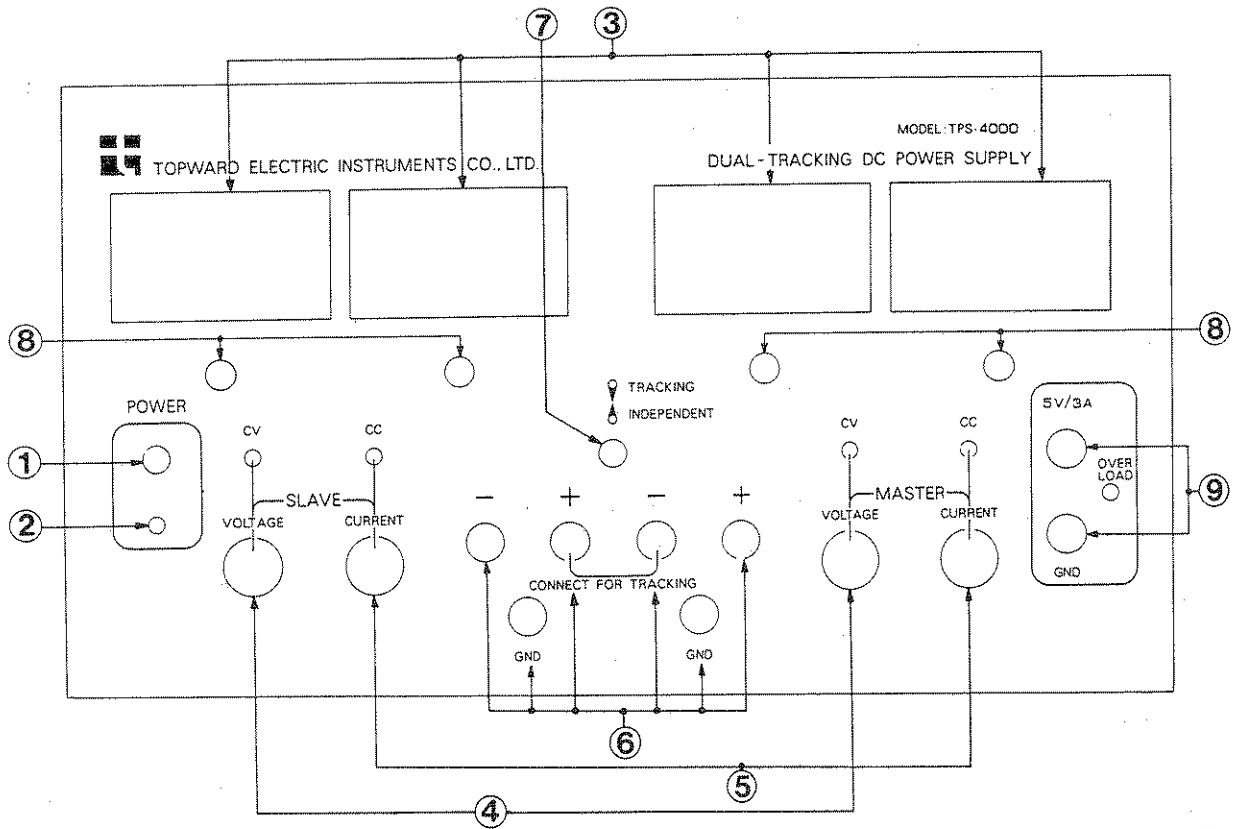 7
3
MODEL:TPS-4000
TOPWARD ELECTRIC INSTRUMENTS CO., LTD.
DUAL-TRACKING DC POWER SUPPLY
8
8
TRACKING
INDEPENDENT
POWER
5V/3A
CV
CC
CV
CC
1
OVER
LOAD
9
- + - +
SLAVE
MASTER
2
VOLTAGE
CURRENT
VOLTAGE
CURRENT
GND
CONNECT FOR TRACKING
GND
GND
6
5
4